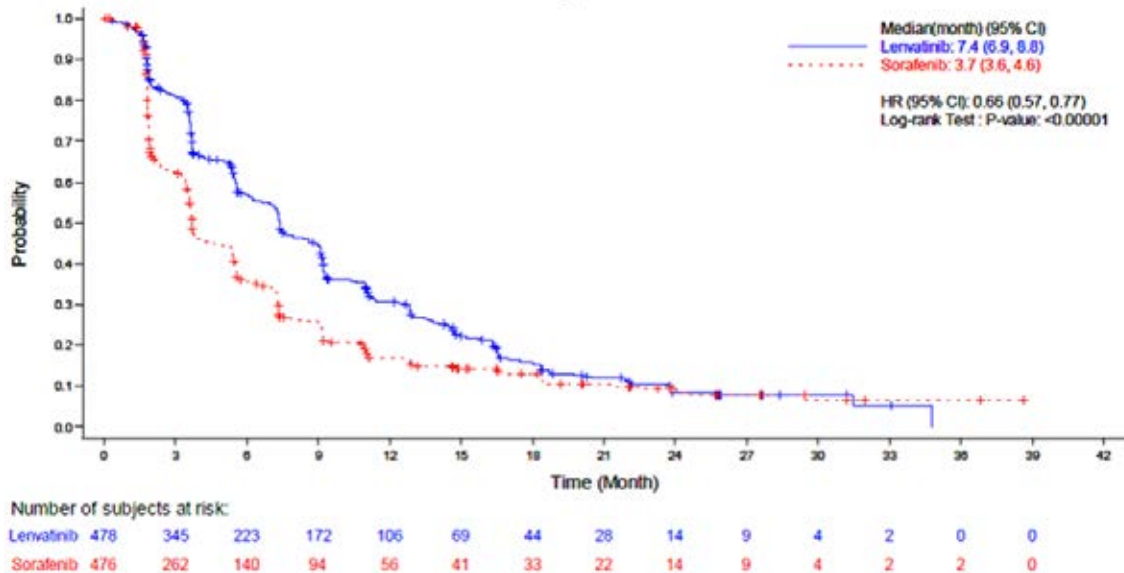 Median(month) (95% CI)
Lenvatinib: 7.4 (6.9, 8.8)
Sorafenib: 3.7 (3.6, 4.6)
HR (95% CI): 0.66 (0.57, 0.77)
Log-rank Test : P-value: <0.00001
Probability
1.0
0.9
0.8
0.7
0.6
0.5
0.4
0.3
0.2
0.1
0.0
0 3 6 9 12 15 18 21 24 27 30 33 36 39 42
Time (Month)
Number of subjects at risk:
Lenvatinib 478 345 223 172 106 69 44 28 14 9 4 2 0 0
Sorafenib 476 262 140 94 56 41 33 22 14 9 4 2 2 0